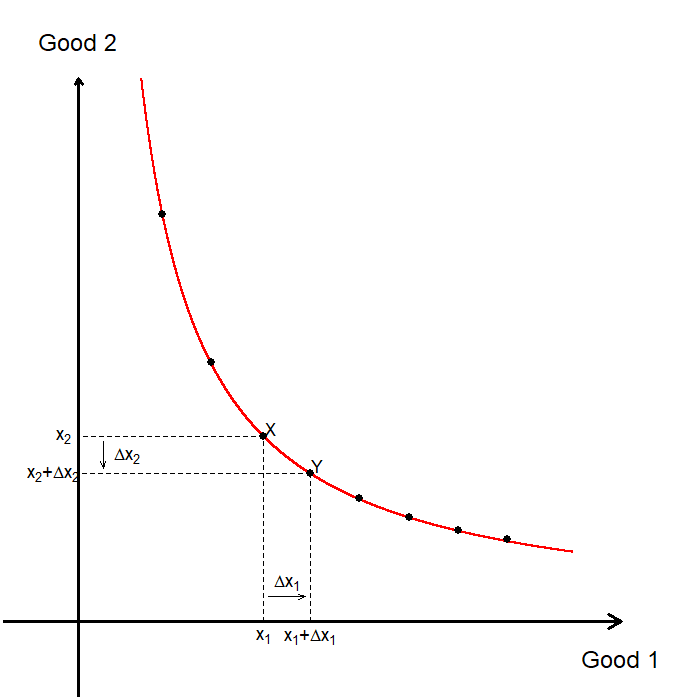 Good 2
X
x₂
Δx₂
Y
x₂+Δx₂
Δx₁
x₁
x₁+Δx₁
Good 1